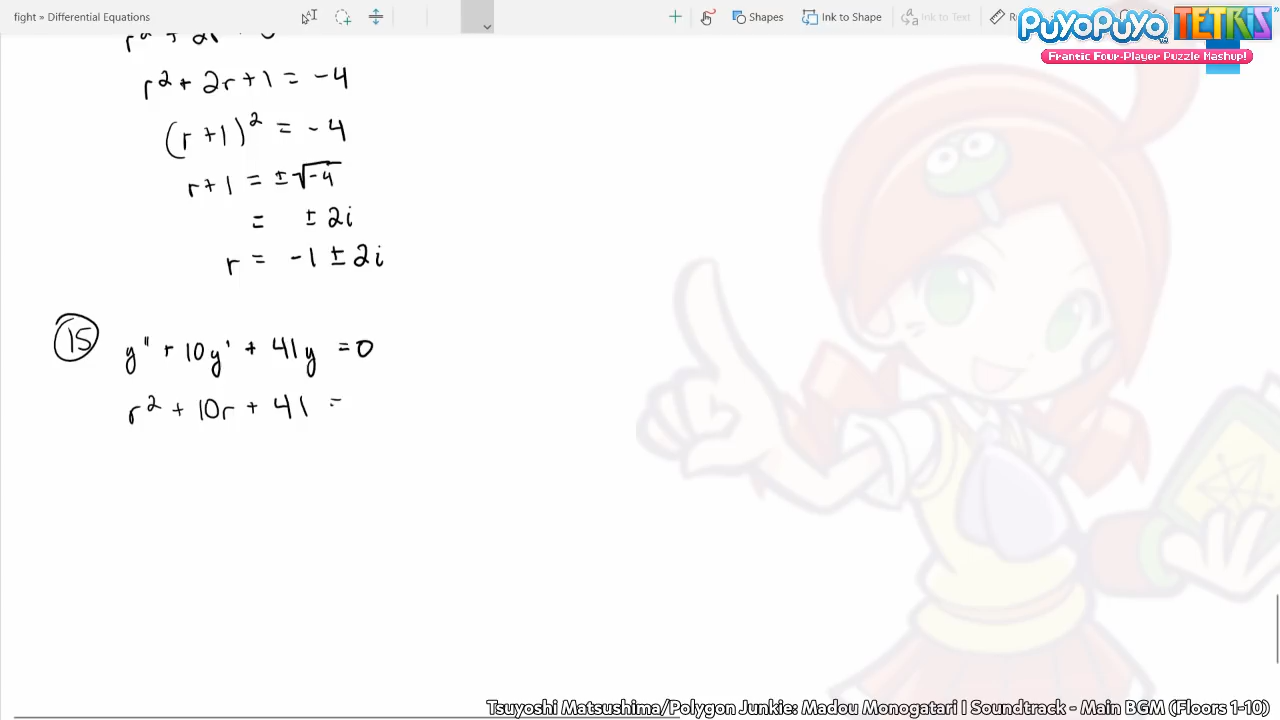 fight » Differential Equations
Shapes
Ink to Shape
Ink to Text
PUYOPUYO TETRIS
Frantic Four-Player Puzzle Mashup!
r² + 2r + 1 = -4
(r + 1)² = -4
r + 1 = ±√-4
= ± 2i
r = -1 ± 2i
15 y" + 10y' + 41y = 0
r² + 10r + 41 =
Tsuyoshi Matsushima/Polygon Junkie: Madou Monogatari I Soundtrack - Main BGM (Floors 1-10)